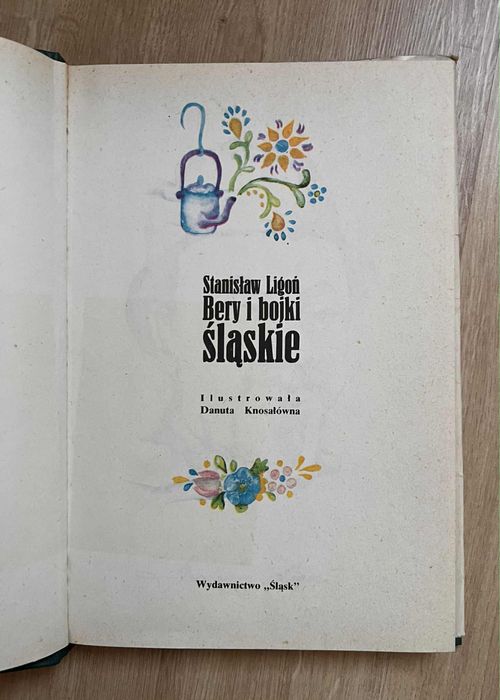 Stanisław Ligoń
Bery i bojki
śląskie
Ilustrowała
Danuta Knosałówna
Wydawnictwo „Śląsk”